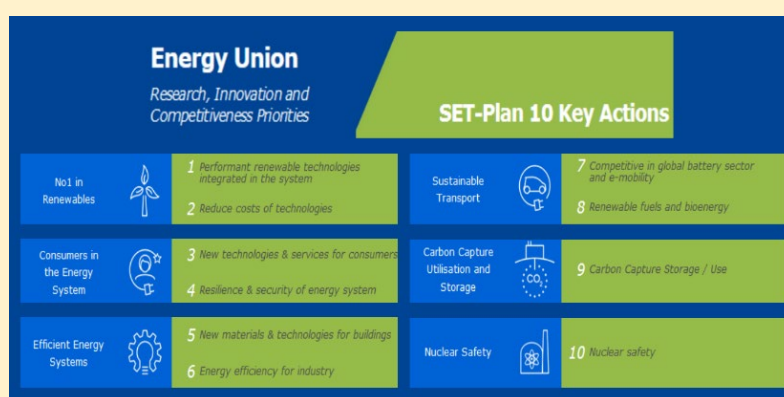 Energy Union
Research, Innovation and
Competitiveness Priorities
SET-Plan 10 Key Actions
No1 in
Renewables
1 Performant renewable technologies
integrated in the system
2 Reduce costs of technologies
Consumers in
the Energy
System
3 New technologies & services for consumers
4 Resilience & security of energy system
Efficient Energy
Systems
5 New materials & technologies for buildings
6 Energy efficiency for industry
Sustainable
Transport
7 Competitive in global battery sector
and e-mobility
8 Renewable fuels and bioenergy
Carbon Capture
Utilisation and
Storage
CO2
9 Carbon Capture Storage / Use
Nuclear Safety
10 Nuclear safety